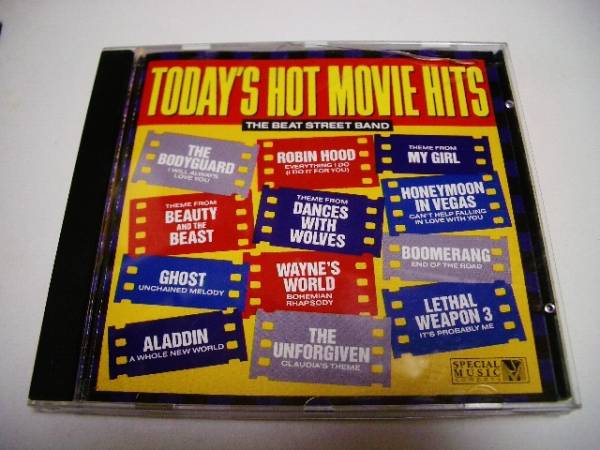 TODAY'S HOT MOVIE HITS
THE BEAT STREET BAND
THE
BODYGUARD
I WILL ALWAYS
LOVE YOU
ROBIN HOOD
EVERYTHING I DO
(I DO IT FOR YOU)
THEME FROM
MY GIRL
THEME FROM
BEAUTY
AND THE
BEAST
THEME FROM
DANCES
WITH
WOLVES
HONEYMOON
IN VEGAS
CAN'T HELP FALLING
IN LOVE WITH YOU
GHOST
UNCHAINED MELODY
WAYNE'S
WORLD
BOHEMIAN
RHAPSODY
BOOMERANG
END OF THE ROAD
ALADDIN
A WHOLE NEW WORLD
THE
UNFORGIVEN
CLAUDIA'S THEME
LETHAL
WEAPON 3
IT'S PROBABLY ME
SPECIAL
MUSIC
COMPANY